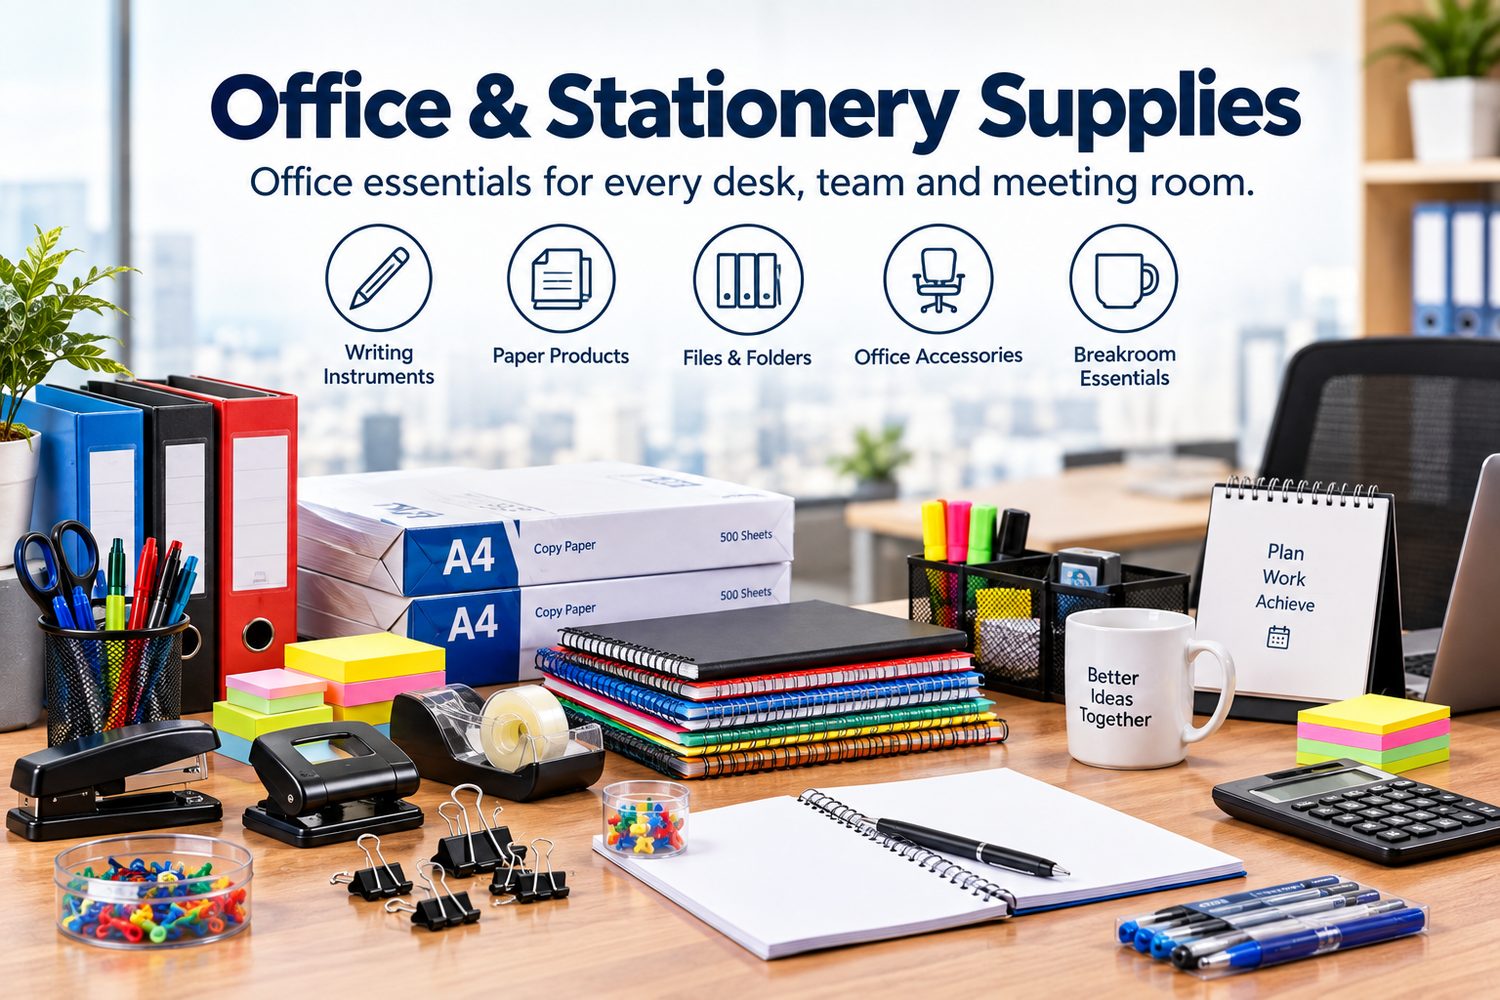 Office & Stationery Supplies
Office essentials for every desk, team and meeting room.
Writing
Instruments
Paper Products
Files & Folders
Office Accessories
Breakroom
Essentials
A4
Copy Paper
500 Sheets
A4
Copy Paper
500 Sheets
Plan
Work
Achieve
Better
Ideas
Together